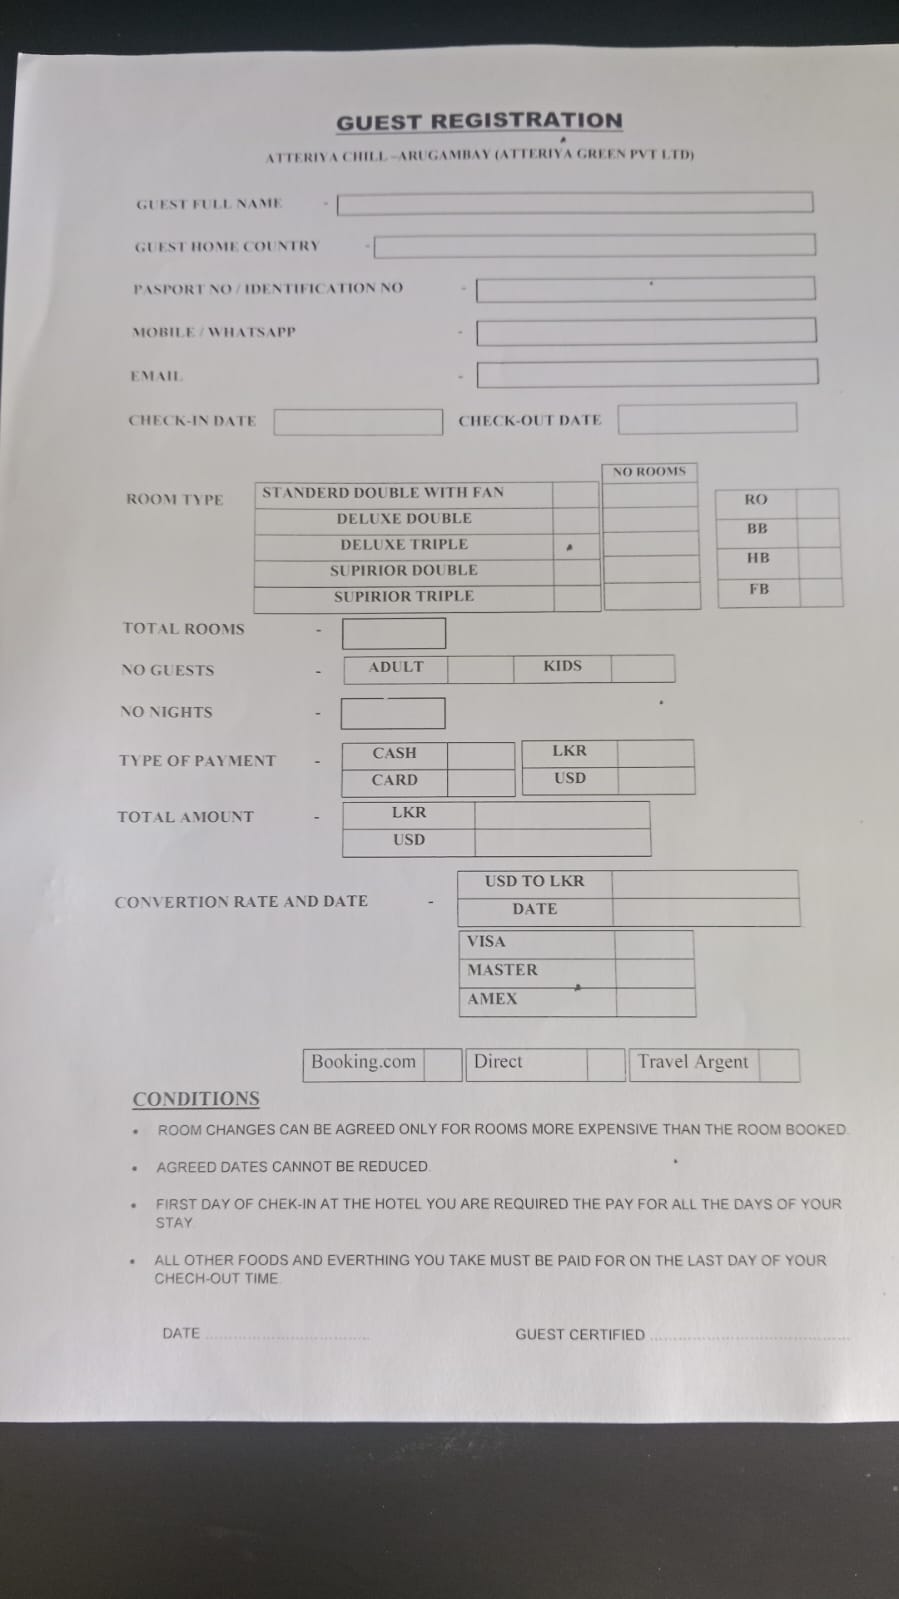 GUEST REGISTRATION
ATTERIYA CHILL –ARUGAMBAY (ATTERIYA GREEN PVT LTD)
GUEST FULL NAME -
GUEST HOME COUNTRY -
PASPORT NO / IDENTIFICATION NO -
MOBILE / WHATSAPP -
EMAIL -
CHECK-IN DATE CHECK-OUT DATE
NO ROOMS
ROOM TYPE STANDERD DOUBLE WITH FAN RO
DELUXE DOUBLE BB
DELUXE TRIPLE HB
SUPIRIOR DOUBLE FB
SUPIRIOR TRIPLE
TOTAL ROOMS -
NO GUESTS - ADULT KIDS
NO NIGHTS -
TYPE OF PAYMENT - CASH LKR
CARD USD
TOTAL AMOUNT - LKR
USD
CONVERTION RATE AND DATE - USD TO LKR
DATE
VISA
MASTER
AMEX
Booking.com Direct Travel Argent
CONDITIONS
• ROOM CHANGES CAN BE AGREED ONLY FOR ROOMS MORE EXPENSIVE THAN THE ROOM BOOKED.
• AGREED DATES CANNOT BE REDUCED.
• FIRST DAY OF CHEK-IN AT THE HOTEL YOU ARE REQUIRED THE PAY FOR ALL THE DAYS OF YOUR
STAY.
• ALL OTHER FOODS AND EVERTHING YOU TAKE MUST BE PAID FOR ON THE LAST DAY OF YOUR
CHECH-OUT TIME.
DATE .................................. GUEST CERTIFIED ..........................................